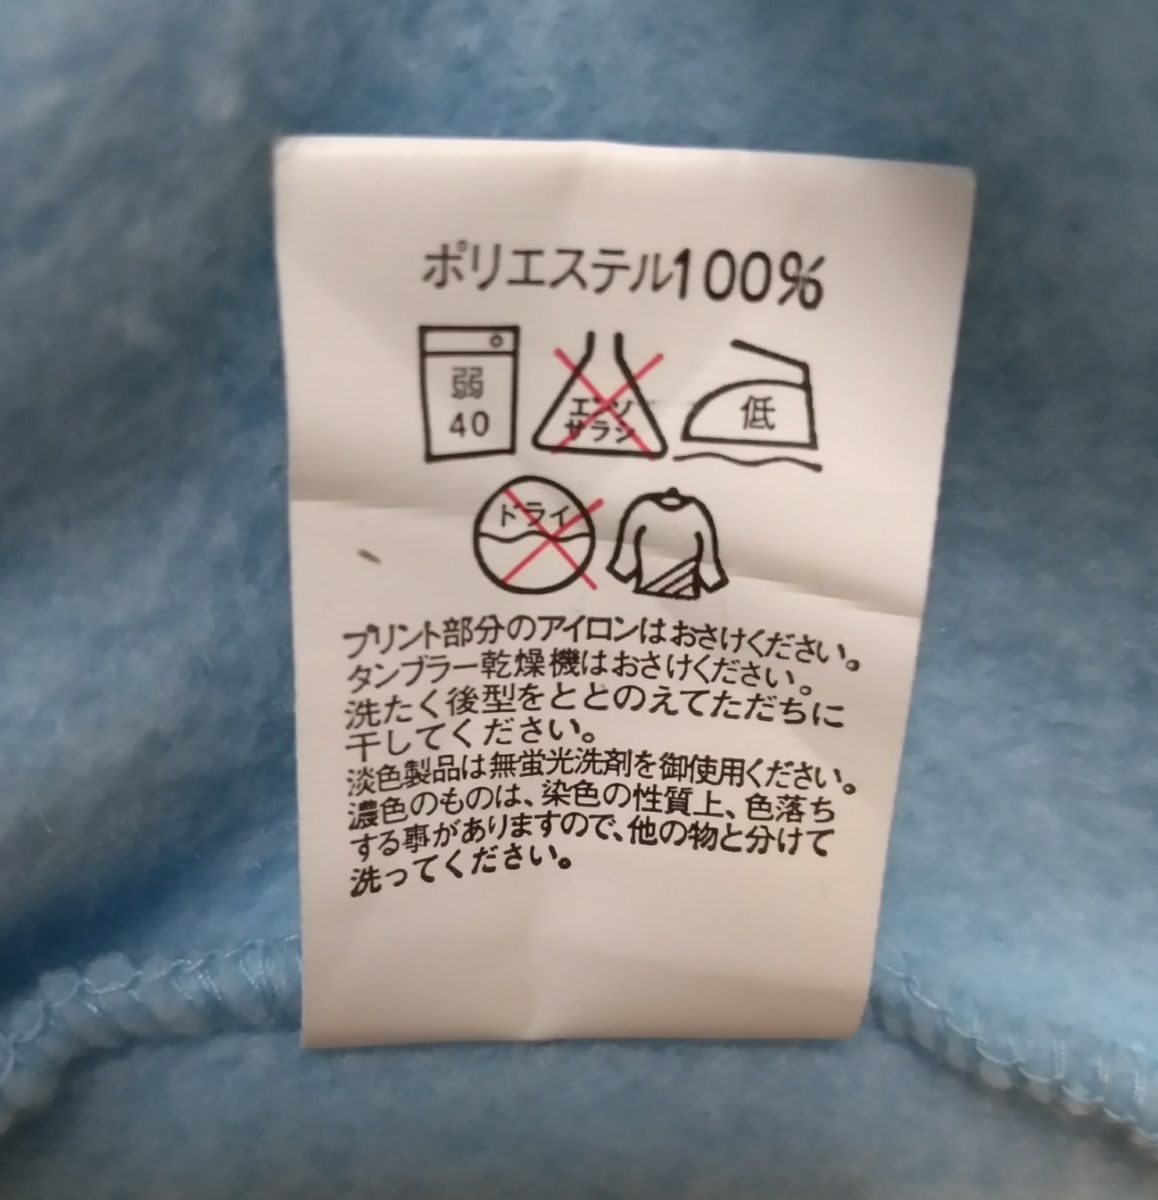 ポリエステル100%
弱
40
エンソ
サラシ
低
ドライ
プリント部分のアイロンはおさけください。
タンブラー乾燥機はおさけください。
洗たく後型をととのえてただちに
干してください。
淡色製品は無蛍光洗剤を御使用ください。
濃色のものは、染色の性質上、色落ち
する事がありますので、他の物と分けて
洗ってください。